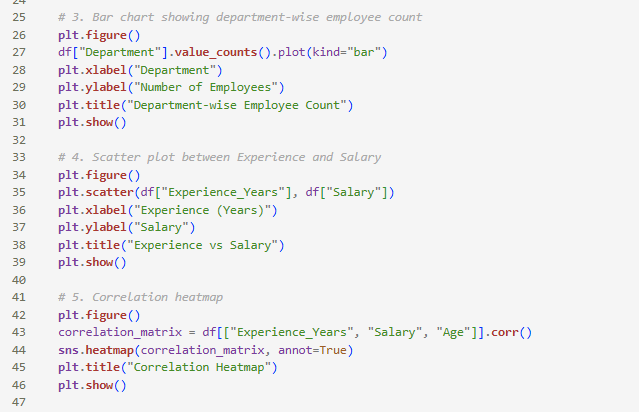 24
25 # 3. Bar chart showing department-wise employee count
26 plt.figure()
27 df["Department"].value_counts().plot(kind="bar")
28 plt.xlabel("Department")
29 plt.ylabel("Number of Employees")
30 plt.title("Department-wise Employee Count")
31 plt.show()
32
33 # 4. Scatter plot between Experience and Salary
34 plt.figure()
35 plt.scatter(df["Experience_Years"], df["Salary"])
36 plt.xlabel("Experience (Years)")
37 plt.ylabel("Salary")
38 plt.title("Experience vs Salary")
39 plt.show()
40
41 # 5. Correlation heatmap
42 plt.figure()
43 correlation_matrix = df[["Experience_Years", "Salary", "Age"]].corr()
44 sns.heatmap(correlation_matrix, annot=True)
45 plt.title("Correlation Heatmap")
46 plt.show()
47